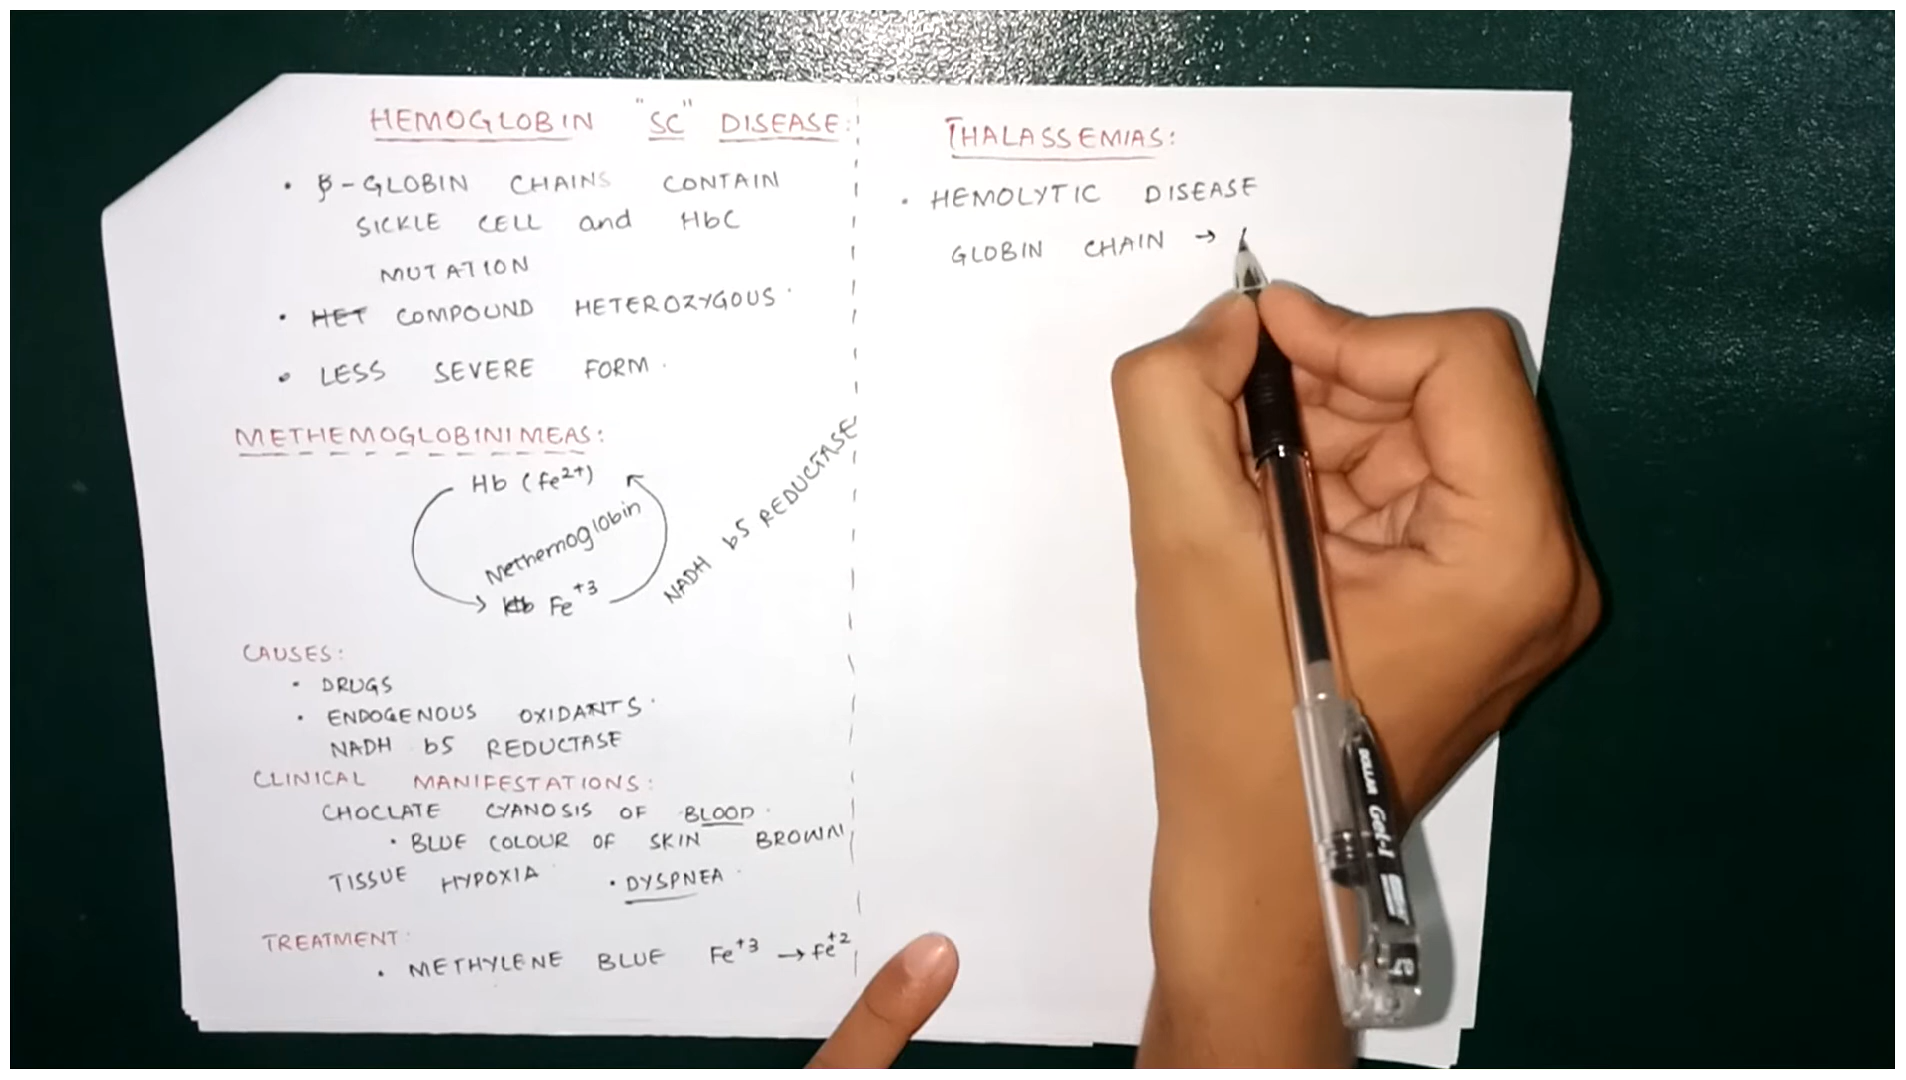 HEMOGLOBIN "SC" DISEASE:
• β-GLOBIN CHAINS CONTAIN
SICKLE CELL and HbC
MUTATION
• HET COMPOUND HETEROZYGOUS.
• LESS SEVERE FORM.
METHEMOGLOBINIMEAS:
Hb (fe2+)
Methemoglobin
Hb Fe+3
NADH b5 REDUCTASE
CAUSES:
• DRUGS
• ENDOGENOUS OXIDANTS.
NADH b5 REDUCTASE
CLINICAL MANIFESTATIONS:
CHOCLATE CYANOSIS OF BLOOD.
• BLUE COLOUR OF SKIN BROWN
TISSUE HYPOXIA. • DYSPNEA.
TREATMENT:
• METHYLENE BLUE Fe+3 → fe+2
THALASSEMIAS:
• HEMOLYTIC DISEASE
GLOBIN CHAIN →
DOLLAR Gel-I